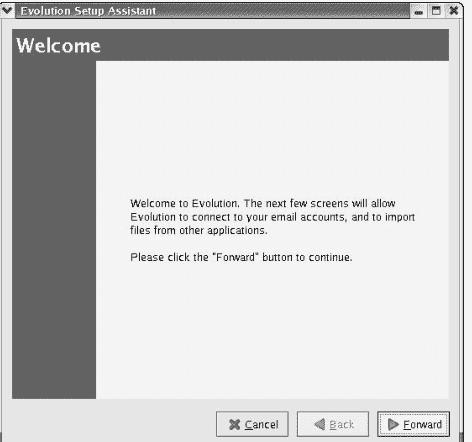 Evolution Setup Assistant
Welcome
Welcome to Evolution. The next few screens will allow
Evolution to connect to your email accounts, and to import
files from other applications.
Please click the "Forward" button to continue.
Cancel
Back
Forward